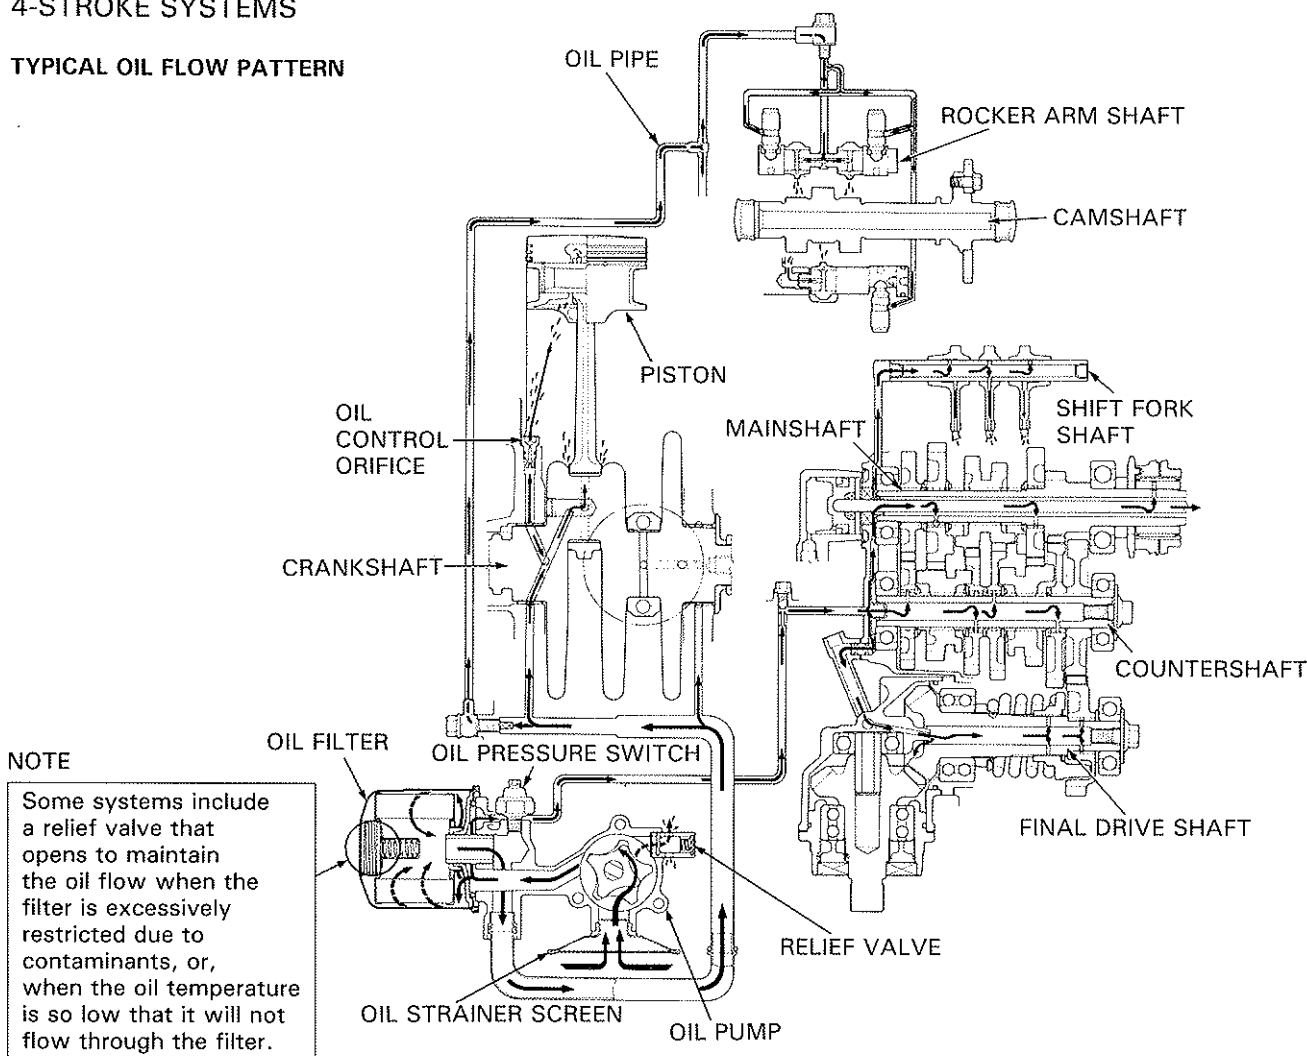 4-STROKE SYSTEMS
TYPICAL OIL FLOW PATTERN
OIL PIPE
ROCKER ARM SHAFT
CAMSHAFT
PISTON
OIL
CONTROL
ORIFICE
SHIFT FORK
SHAFT
MAINSHAFT
CRANKSHAFT
COUNTERSHAFT
OIL FILTER
OIL PRESSURE SWITCH
FINAL DRIVE SHAFT
RELIEF VALVE
OIL STRAINER SCREEN
OIL PUMP
NOTE
Some systems include
a relief valve that
opens to maintain
the oil flow when the
filter is excessively
restricted due to
contaminants, or,
when the oil temperature
is so low that it will not
flow through the filter.